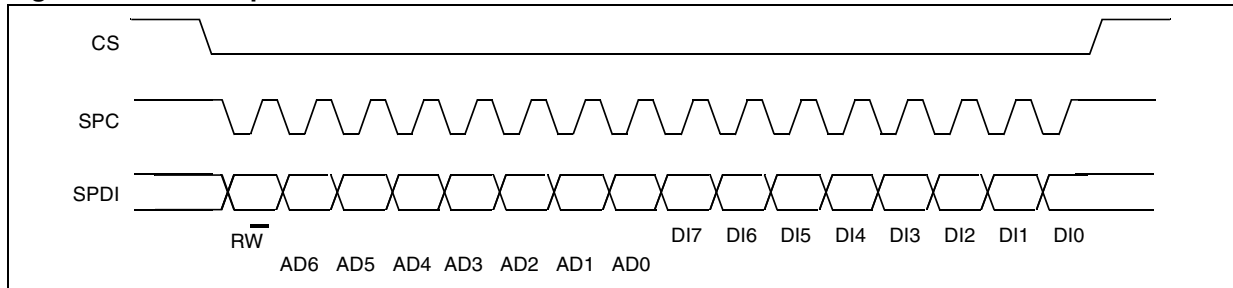 CS
SPC
SPDI
RW DI7 DI6 DI5 DI4 DI3 DI2 DI1 DI0
AD6 AD5 AD4 AD3 AD2 AD1 AD0